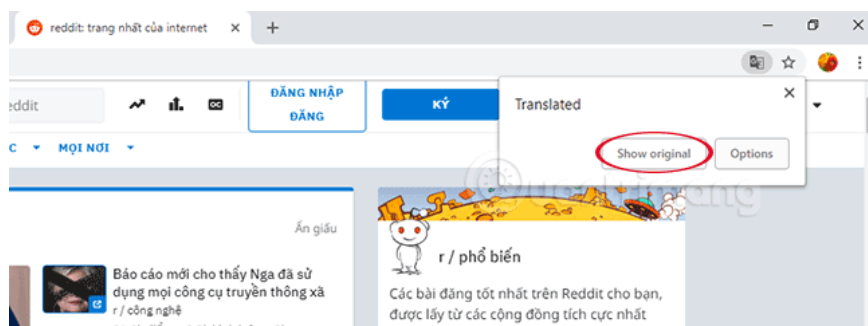 reddit: trang nhất của internet
eddit
ĐĂNG NHẬP
ĐĂNG
KÝ
Translated
Show original
Options
C
MỌI NƠI
Quantrimang
Ẩn giấu
Báo cáo mới cho thấy Nga đã sử
dụng mọi công cụ truyền thông xã
r / công nghệ
r / phổ biến
Các bài đăng tốt nhất trên Reddit cho bạn,
được lấy từ các cộng đồng tích cực nhất